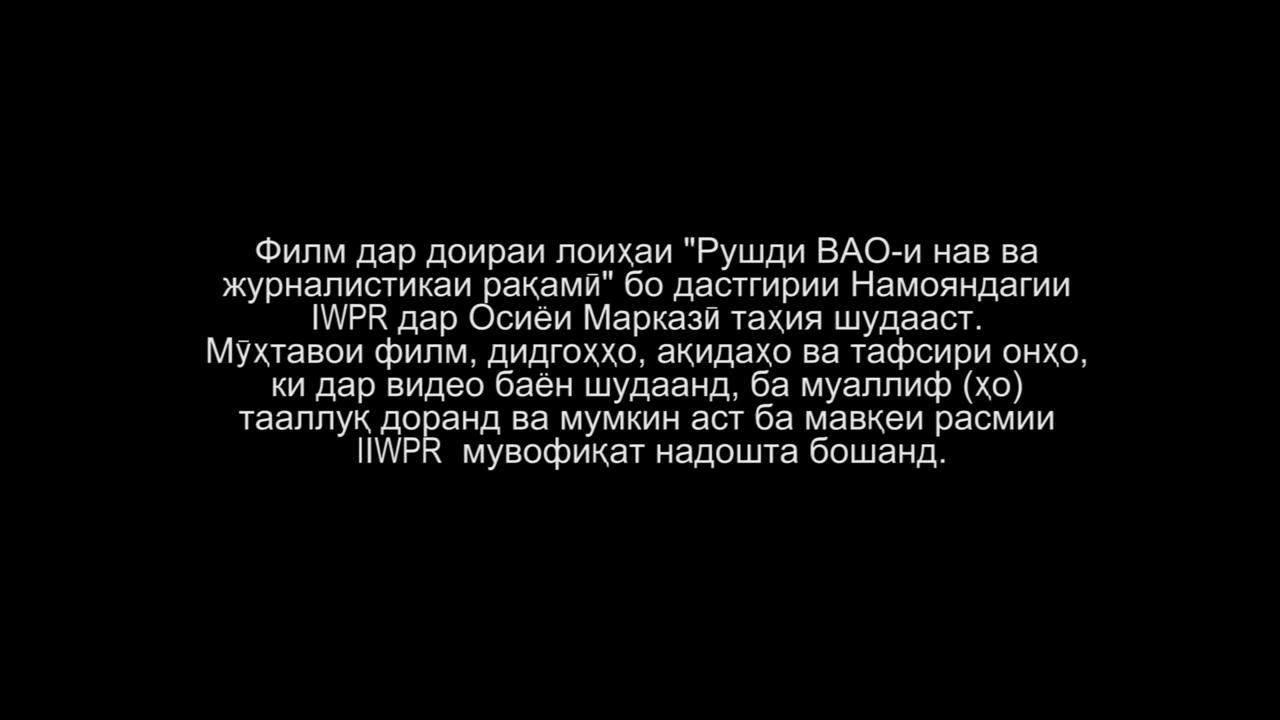 Филм дар доираи лоиҳаи "Рушди ВАО-и нав ва
журналистикаи рақамӣ" бо дастгирии Намояндагии
IWPR дар Осиёи Марказӣ таҳия шудааст.
Мӯҳтавои филм, дидгоҳҳо, ақидаҳо ва тафсири онҳо,
ки дар видео баён шудаанд, ба муаллиф (ҳо)
тааллуқ доранд ва мумкин аст ба мавқеи расмии
IIWPR мувофиқат надошта бошанд.